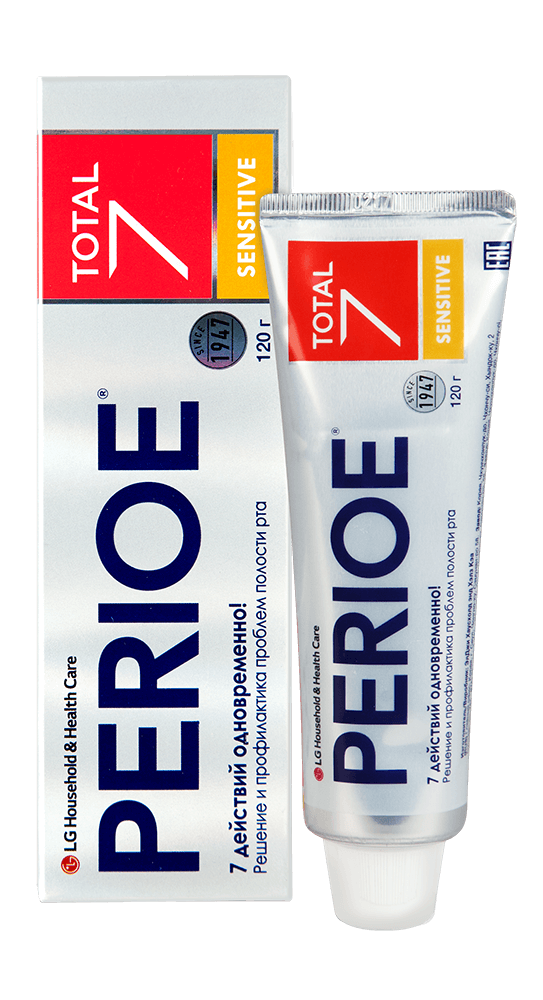 TOTAL
7
SENSITIVE
SINCE
1947
120 г
PERIOE®
LG Household & Health Care
7 действий одновременно!
Решение и профилактика проблем полости рта
TOTAL
7
SENSITIVE
EAC
SINCE
1947
120 г
PERIOE®
LG Household & Health Care
7 действий одновременно!
Решение и профилактика проблем полости рта